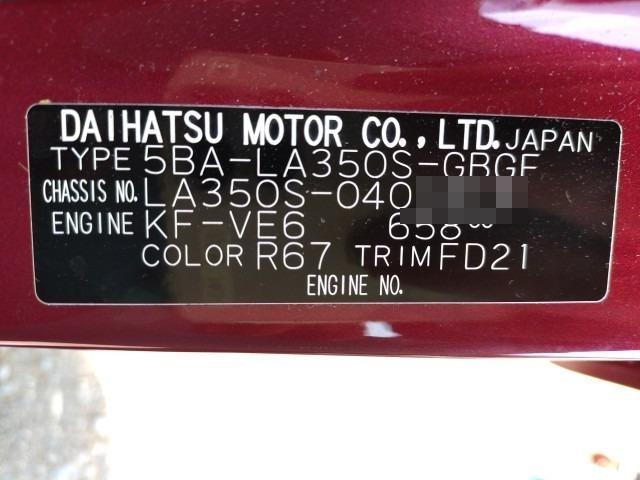 DAIHATSU MOTOR CO., LTD. JAPAN
TYPE 5BA-LA350S-GBGF
CHASSIS NO. LA350S-040
ENGINE KF-VE6 658 cc
COLOR R67 TRIM FD21
ENGINE NO.